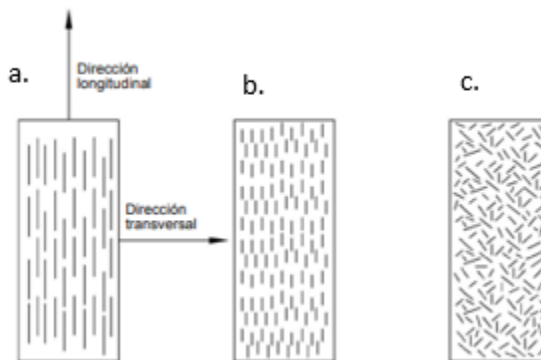 a.
Dirección
longitudinal
b.
c.
Dirección
transversal